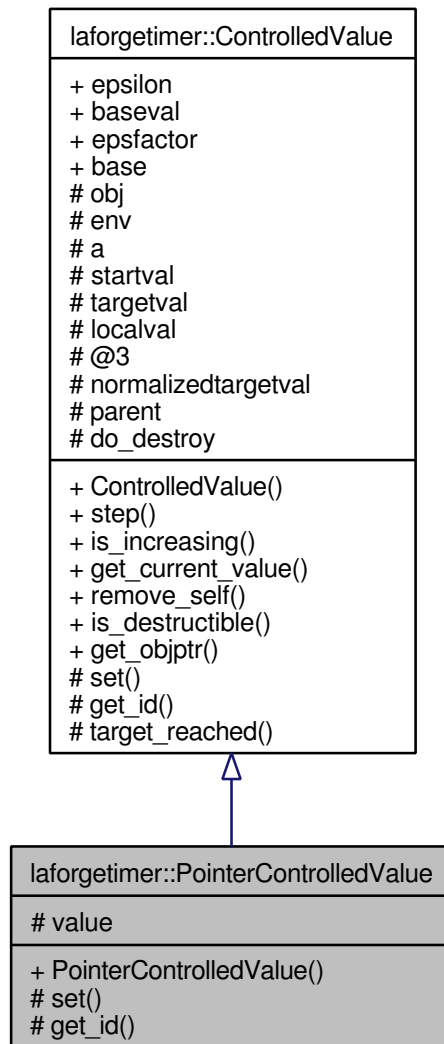 laforgetimer::ControlledValue
+ epsilon
+ baseval
+ epsfactor
+ base
# obj
# env
# a
# startval
# targetval
# localval
# @3
# normalizedtargetval
# parent
# do_destroy
+ ControlledValue()
+ step()
+ is_increasing()
+ get_current_value()
+ remove_self()
+ is_destructible()
+ get_objptr()
# set()
# get_id()
# target_reached()
laforgetimer::PointerControlledValue
# value
+ PointerControlledValue()
# set()
# get_id()